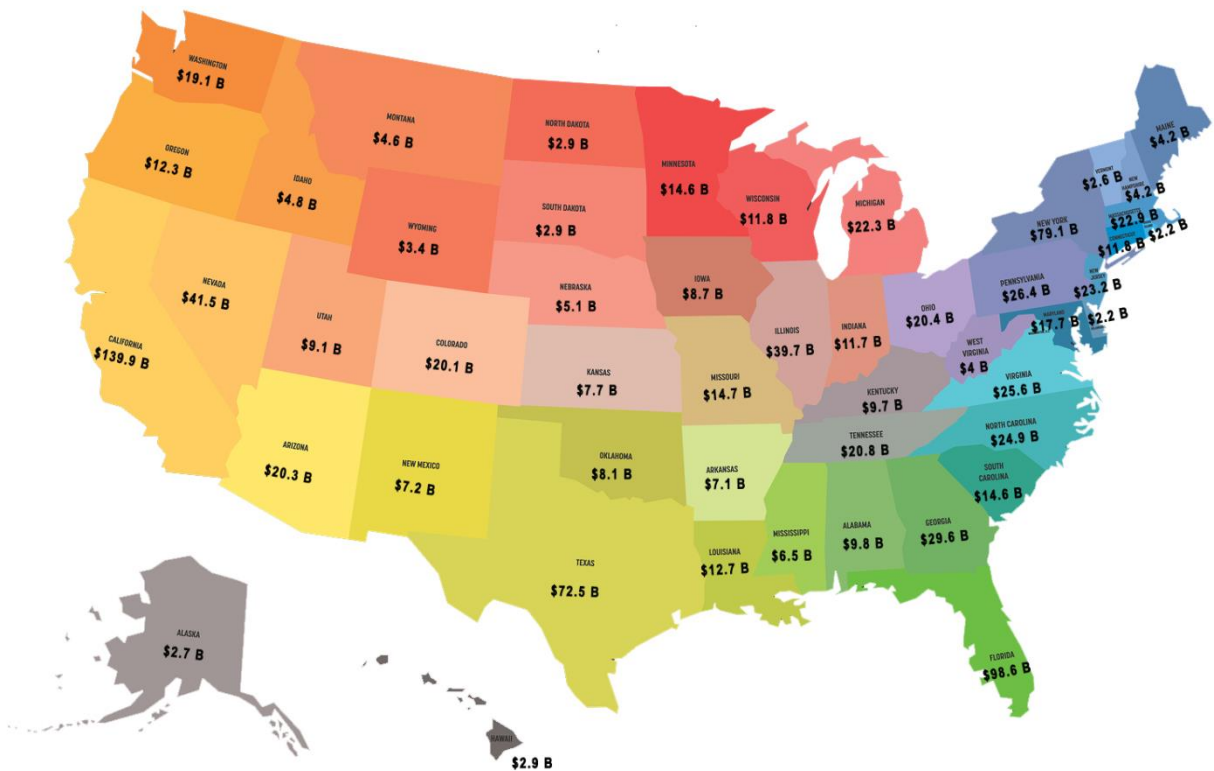 WASHINGTON
$19.1 B
OREGON
$12.3 B
IDAHO
$4.8 B
MONTANA
$4.6 B
WYOMING
$3.4 B
NORTH DAKOTA
$2.9 B
SOUTH DAKOTA
$2.9 B
NEBRASKA
$5.1 B
MINNESOTA
$14.6 B
WISCONSIN
$11.8 B
MICHIGAN
$22.3 B
IOWA
$8.7 B
NEVADA
$41.5 B
CALIFORNIA
$139.9 B
UTAH
$9.1 B
COLORADO
$20.1 B
KANSAS
$7.7 B
MISSOURI
$14.7 B
ILLINOIS
$39.7 B
INDIANA
$11.7 B
OHIO
$20.4 B
KENTUCKY
$9.7 B
WEST
VIRGINIA
$4 B
VIRGINIA
$25.6 B
PENNSYLVANIA
$26.4 B
NEW YORK
$79.1 B
MAINE
$4.2 B
VERMONT
$2.6 B
NEW
HAMPSHIRE
$4.2 B
MASSACHUSETTS
$22.9 B
CONNECTICUT
$11.8 B
$2.2 B
NEW
JERSEY
$23.2 B
MARYLAND
$17.7 B
$2.2 B
ARIZONA
$20.3 B
NEW MEXICO
$7.2 B
OKLAHOMA
$8.1 B
ARKANSAS
$7.1 B
TENNESSEE
$20.8 B
NORTH CAROLINA
$24.9 B
SOUTH
CAROLINA
$14.6 B
TEXAS
$72.5 B
LOUISIANA
$12.7 B
MISSISSIPPI
$6.5 B
ALABAMA
$9.8 B
GEORGIA
$29.6 B
FLORIDA
$98.6 B
ALASKA
$2.7 B
HAWAII
$2.9 B